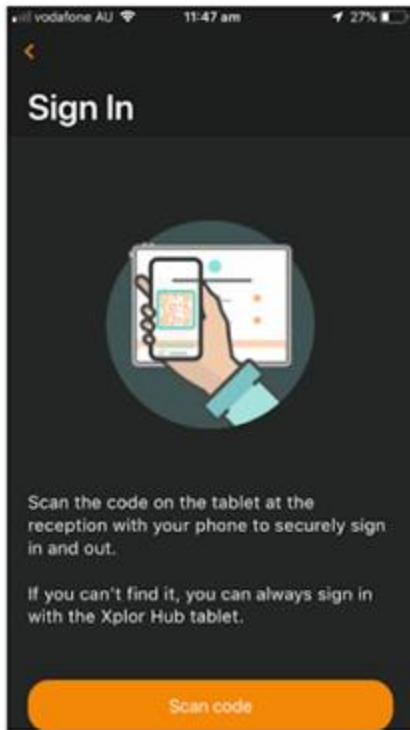 vodafone AU 11:47 am 27%
Sign In
Scan the code on the tablet at the
reception with your phone to securely sign
in and out.
If you can't find it, you can always sign in
with the Xplor Hub tablet.
Scan code